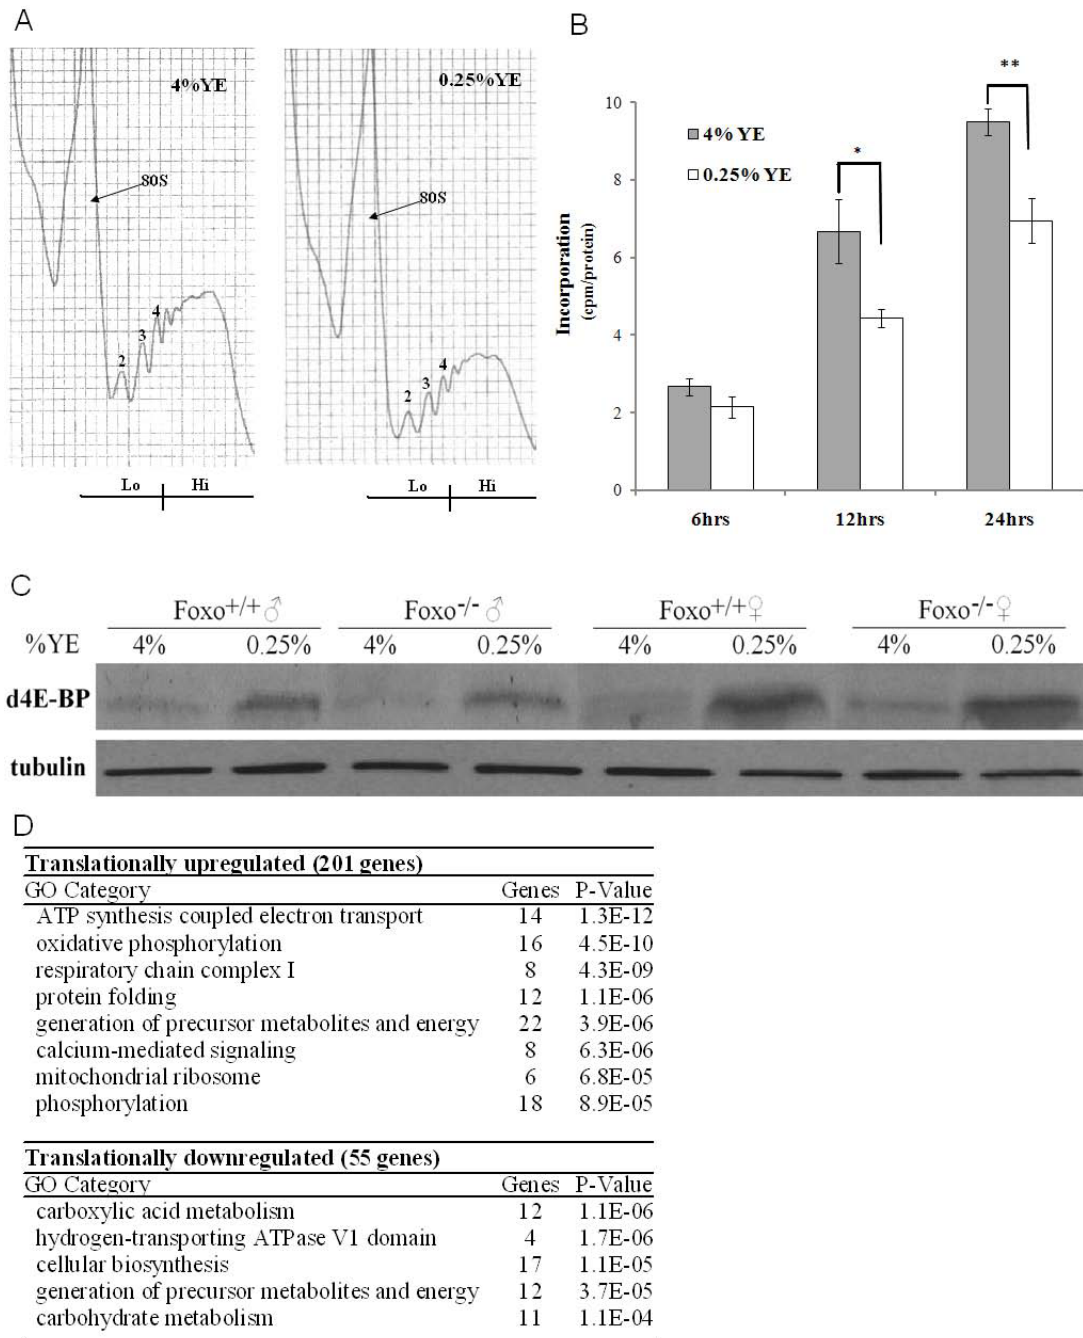 A
4%YE
80S
2
3
4
Lo
Hi
0.25%YE
80S
2
3
4
Lo
Hi
B
Incorporation
(cpm/protein)
10
8
6
4
2
0
4% YE
0.25% YE
*
**
6hrs
12hrs
24hrs
C
Foxo+/+♂ Foxo-/-♂ Foxo+/+♀ Foxo-/-♀
%YE 4% 0.25% 4% 0.25% 4% 0.25% 4% 0.25%
d4E-BP
tubulin
D
Translationally upregulated (201 genes)
GO Category Genes P-Value
ATP synthesis coupled electron transport 14 1.3E-12
oxidative phosphorylation 16 4.5E-10
respiratory chain complex I 8 4.3E-09
protein folding 12 1.1E-06
generation of precursor metabolites and energy 22 3.9E-06
calcium-mediated signaling 8 6.3E-06
mitochondrial ribosome 6 6.8E-05
phosphorylation 18 8.9E-05
Translationally downregulated (55 genes)
GO Category Genes P-Value
carboxylic acid metabolism 12 1.1E-06
hydrogen-transporting ATPase V1 domain 4 1.7E-06
cellular biosynthesis 17 1.1E-05
generation of precursor metabolites and energy 12 3.7E-05
carbohydrate metabolism 11 1.1E-04